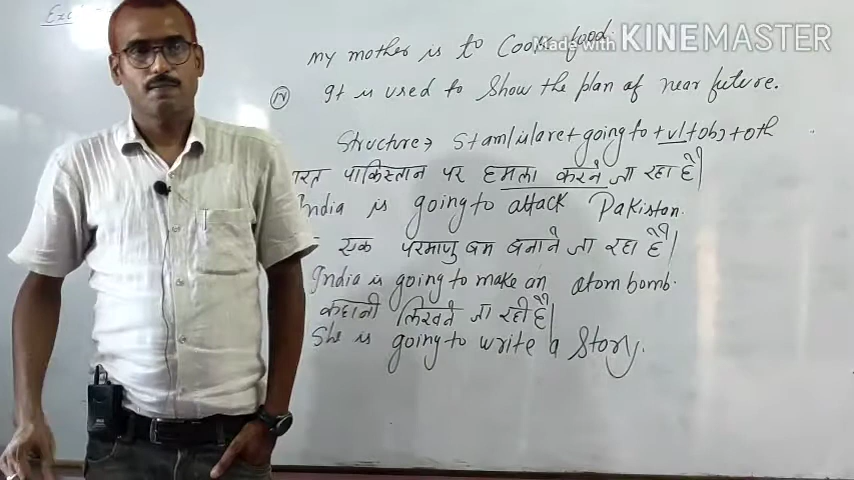 my mother is to Cook food.
Made with KINEMASTER
(iv) It is used to Show the plan of near future.
Structure→ S+am/is/are+going to+v1+obj+oth
पाकिस्तान पर हमला करने जा रहा है|
India is going to attack Pakistan.
एक परमाणु बम बनाने जा रहा है|
India is going to make an atom bomb.
कहानी लिखने जा रही है|
She is going to write a Story.